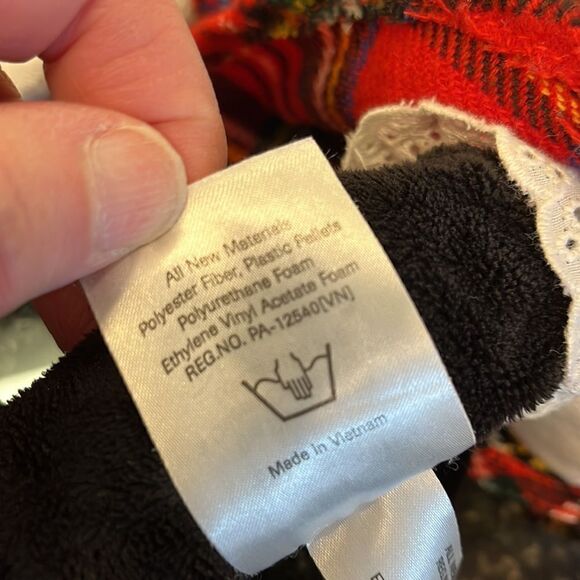 All New Materials
Polyester Fiber, Plastic Pellets
Polyurethane Foam
Ethylene Vinyl Acetate Foam
REG.NO. PA-12540[VN]
Made in Vietnam